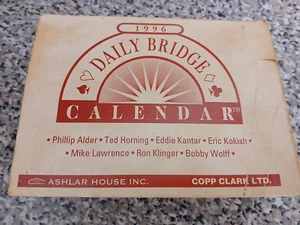 1996
DAILY BRIDGE
CALENDAR™
• Phillip Alder • Ted Horning • Eddie Kantar • Eric Kokish •
• Mike Lawrence • Ron Klinger • Bobby Wolff •
ASHLAR HOUSE INC. COPP CLARK LTD.